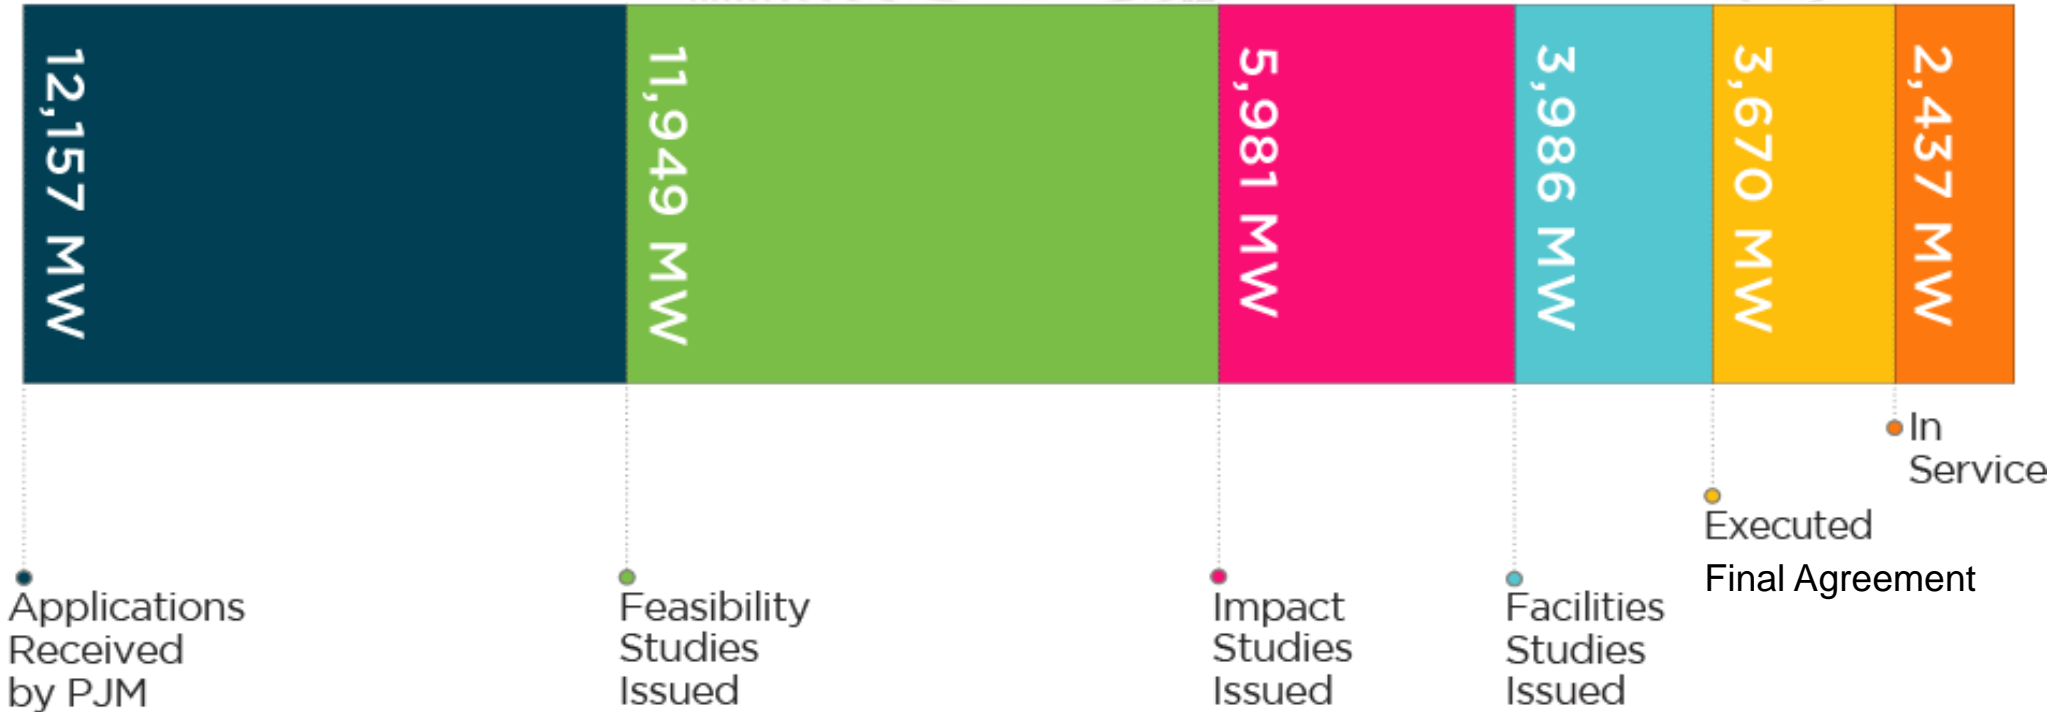 12,157 MW
11,949 MW
5,981 MW
3,986 MW
3,670 MW
2,437 MW
In
Service
Executed
Final Agreement
Applications
Received
by PJM
Feasibility
Studies
Issued
Impact
Studies
Issued
Facilities
Studies
Issued